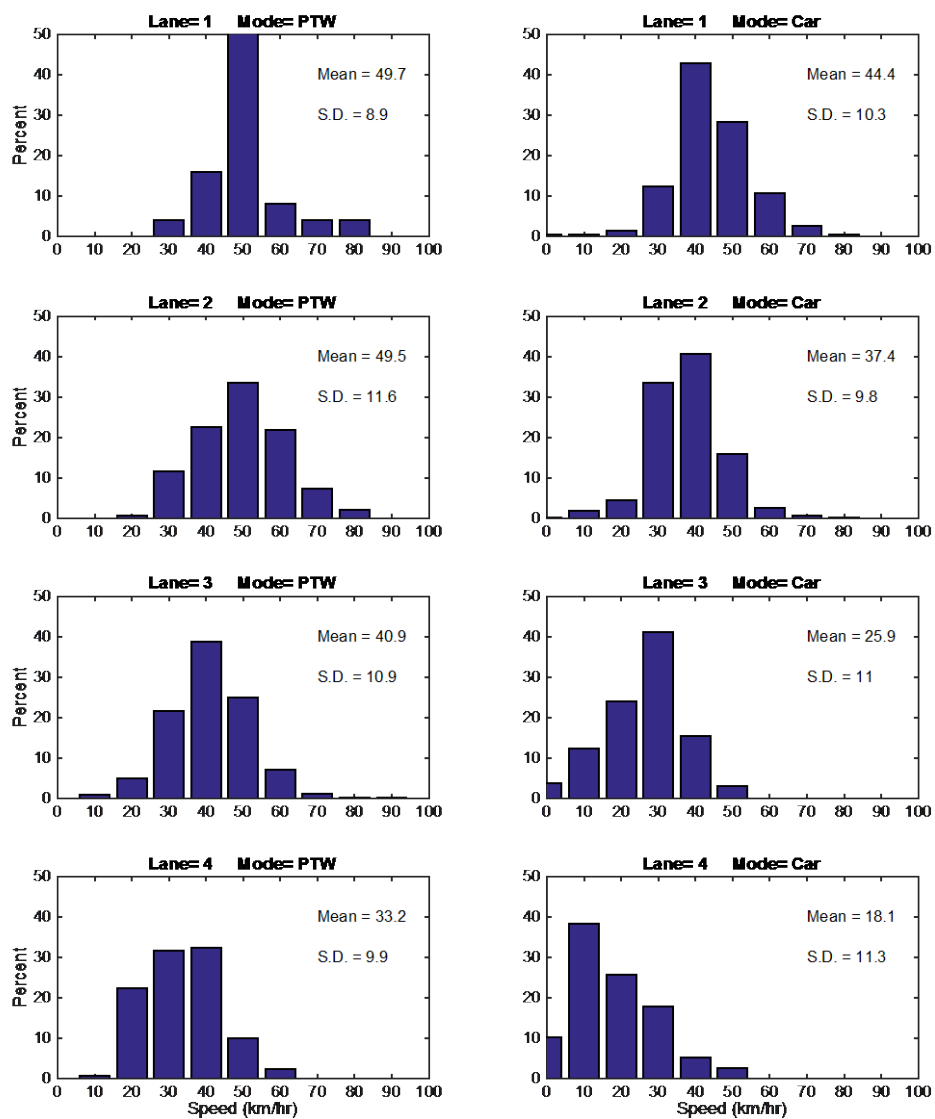 Lane= 1 Mode= PTW
50
40
30
20
10
0
Percent
Mean = 49.7
S.D. = 8.9
0 10 20 30 40 50 60 70 80 90 100
Lane= 1 Mode= Car
50
40
30
20
10
0
Mean = 44.4
S.D. = 10.3
0 10 20 30 40 50 60 70 80 90 100
Lane= 2 Mode= PTW
50
40
30
20
10
0
Percent
Mean = 49.5
S.D. = 11.6
0 10 20 30 40 50 60 70 80 90 100
Lane= 2 Mode= Car
50
40
30
20
10
0
Mean = 37.4
S.D. = 9.8
0 10 20 30 40 50 60 70 80 90 100
Lane= 3 Mode= PTW
50
40
30
20
10
0
Percent
Mean = 40.9
S.D. = 10.9
0 10 20 30 40 50 60 70 80 90 100
Lane= 3 Mode= Car
50
40
30
20
10
0
Mean = 25.9
S.D. = 11
0 10 20 30 40 50 60 70 80 90 100
Lane= 4 Mode= PTW
50
40
30
20
10
0
Percent
Mean = 33.2
S.D. = 9.9
0 10 20 30 40 50 60 70 80 90 100
Speed (km/hr)
Lane= 4 Mode= Car
50
40
30
20
10
0
Mean = 18.1
S.D. = 11.3
0 10 20 30 40 50 60 70 80 90 100
Speed (km/hr)